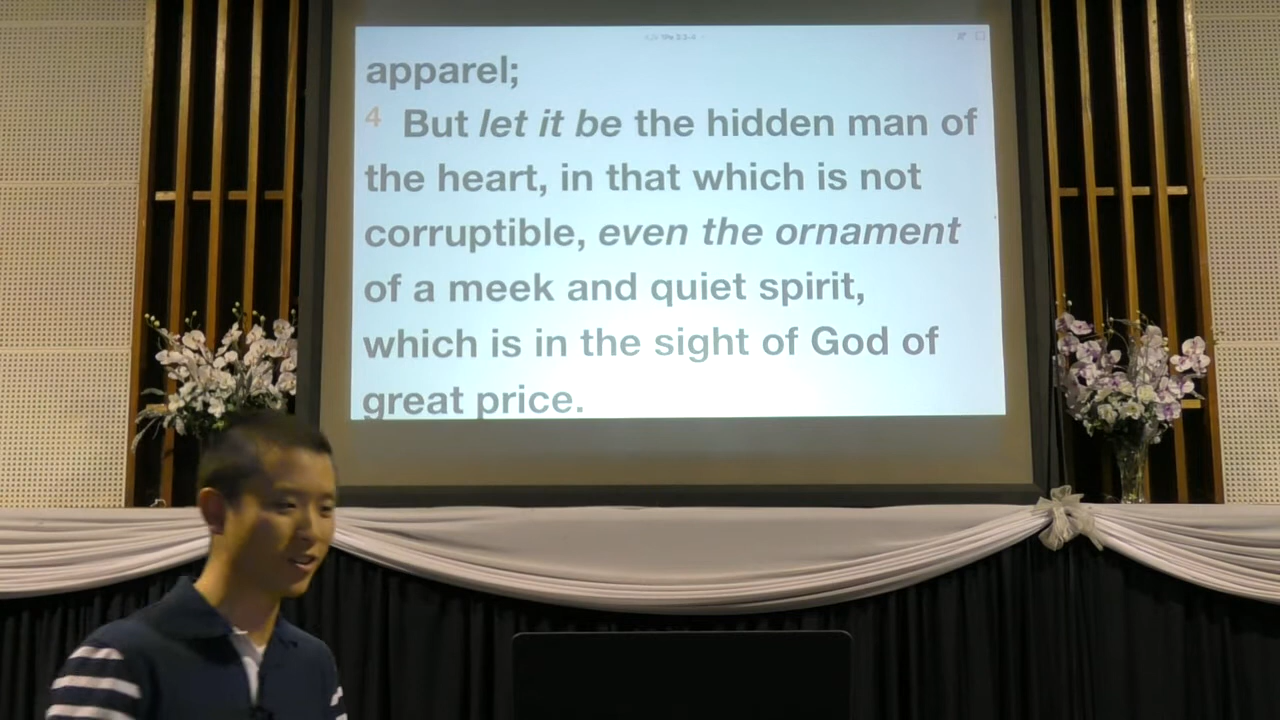 apparel;
4 But let it be the hidden man of
the heart, in that which is not
corruptible, even the ornament
of a meek and quiet spirit,
which is in the sight of God of
great price.